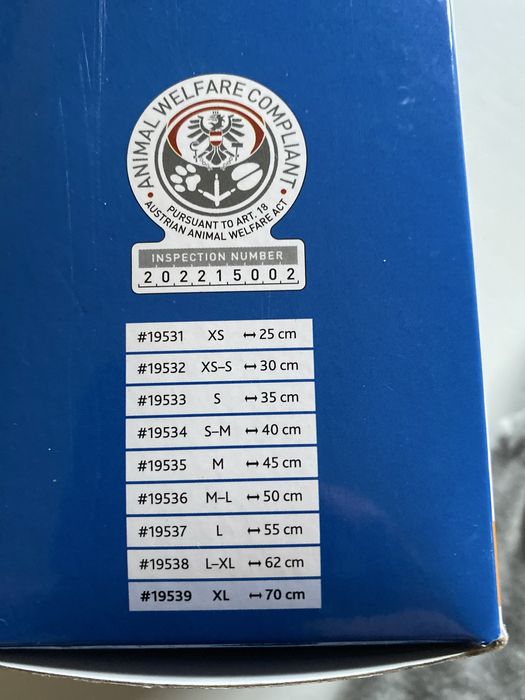 • ANIMAL WELFARE COMPLIANT •
PURSUANT TO ART. 18
AUSTRIAN ANIMAL WELFARE ACT
INSPECTION NUMBER
202215002
#19531 XS ↔ 25 cm
#19532 XS–S ↔ 30 cm
#19533 S ↔ 35 cm
#19534 S–M ↔ 40 cm
#19535 M ↔ 45 cm
#19536 M–L ↔ 50 cm
#19537 L ↔ 55 cm
#19538 L–XL ↔ 62 cm
#19539 XL ↔ 70 cm